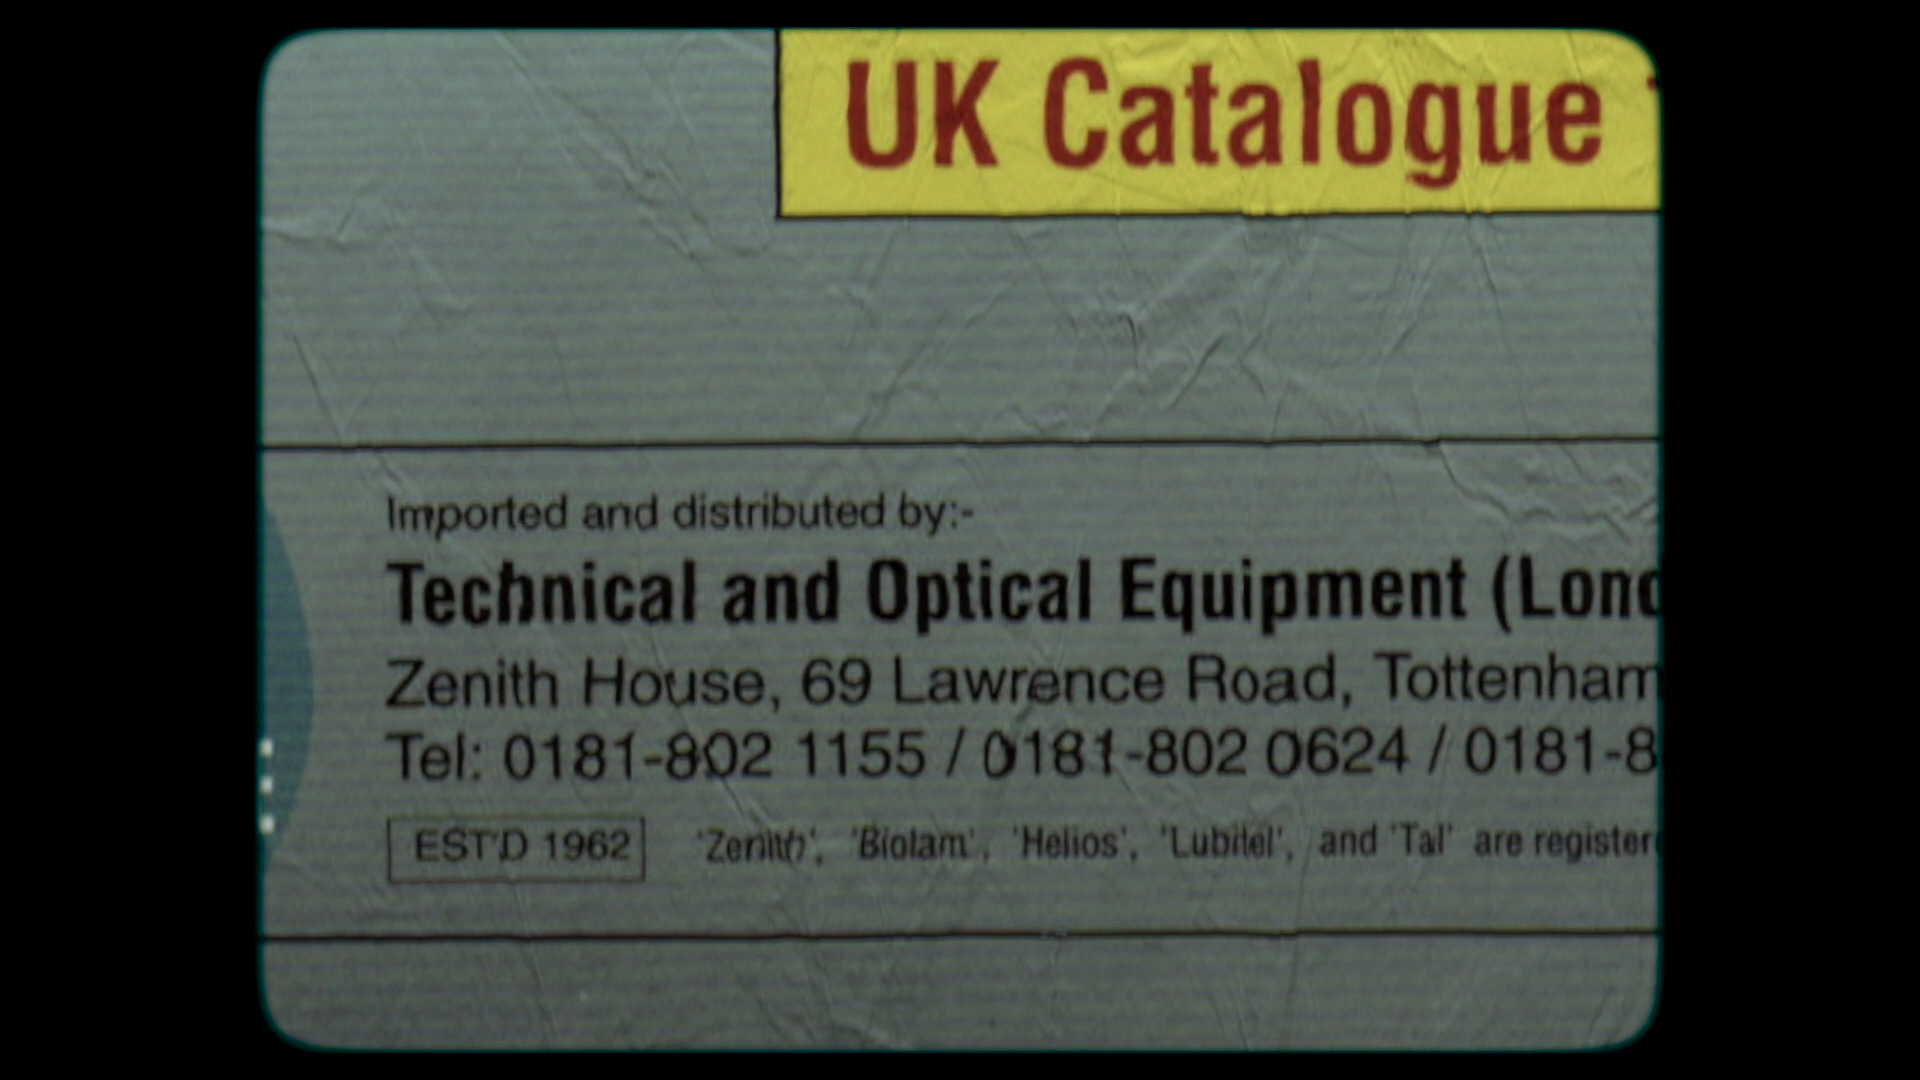 UK Catalogue
Imported and distributed by:-
Technical and Optical Equipment (Lond
Zenith House, 69 Lawrence Road, Tottenham
Tel: 0181-802 1155 / 0181-802 0624 / 0181-8
EST'D 1962
'Zenith', 'Biolam', 'Helios', 'Lubitel', and 'Tal' are register